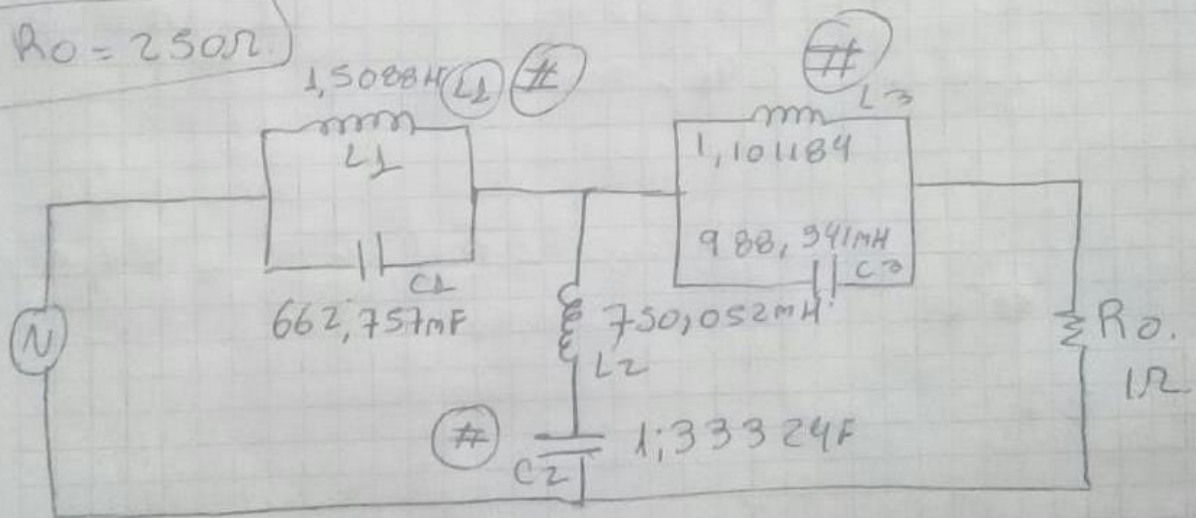 Ro = 250Ω
1,5088H L1 #
L1
C1
662,757mF
N
#
L3
1,101184
988,941mH
C3
750,052mH
L2
#
C2
1;33324F
Ro.
1Ω